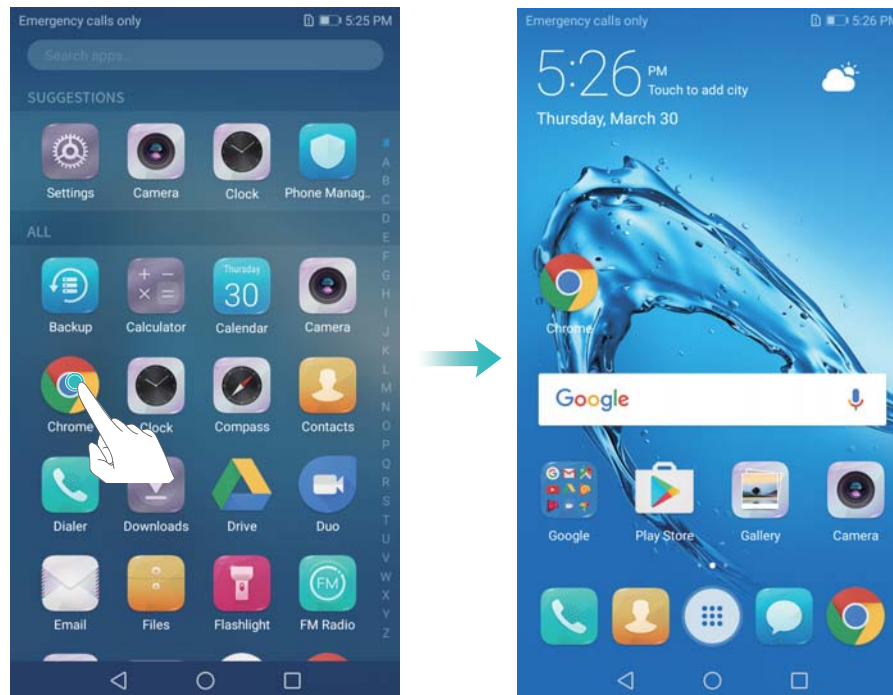 Emergency calls only 5:25 PM
Search apps...
SUGGESTIONS
Settings Camera Clock Phone Manag..
ALL
#
A
B
C
D
E
F
G
H
I
J
K
L
M
N
O
P
Q
R
S
T
U
V
W
X
Y
Z
Thursday
30
Backup Calculator Calendar Camera
Chrome Clock Compass Contacts
Dialer Downloads Drive Duo
FM
Email Files Flashlight FM Radio
Emergency calls only 5:26 PM
5:26 PM
Touch to add city
Thursday, March 30
Chrome
Google
Google Play Store Gallery Camera